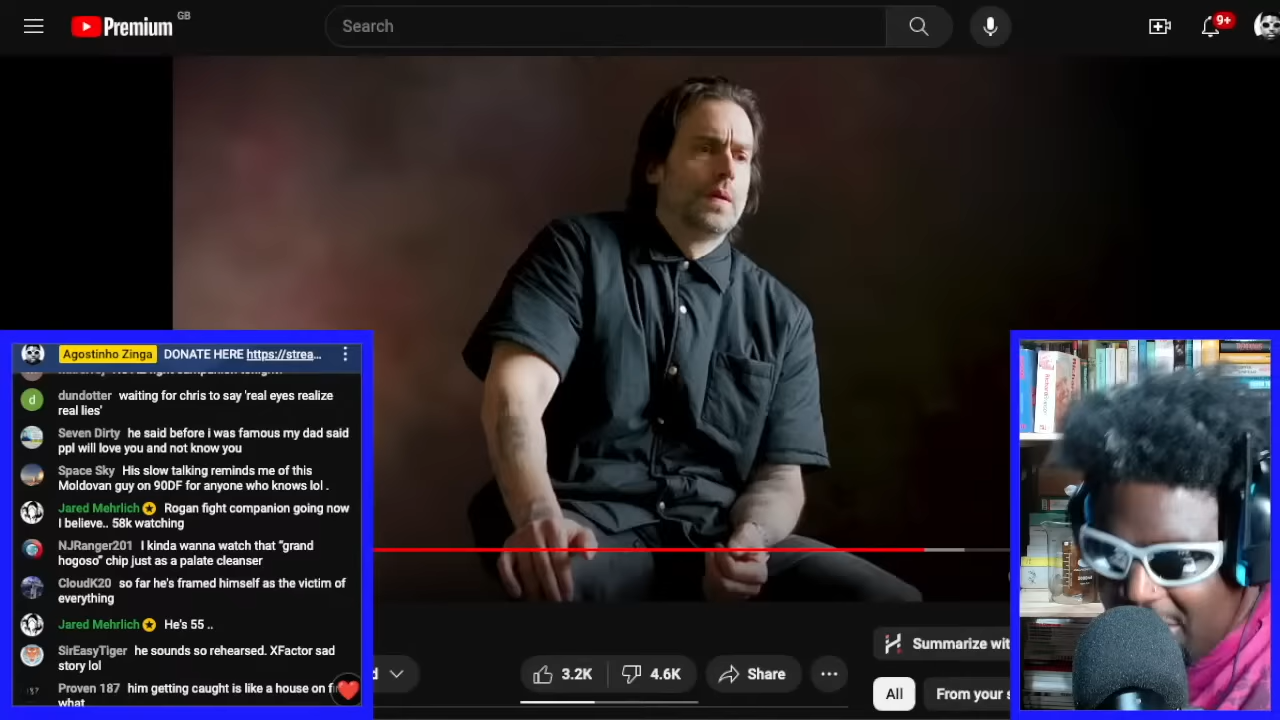 Premium GB
Search
9+
Agostinho Zinga DONATE HERE https://strea...
dundotter waiting for chris to say 'real eyes realize
real lies'
Seven Dirty he said before i was famous my dad said
ppl will love you and not know you
Space Sky His slow talking reminds me of this
Moldovan guy on 90DF for anyone who knows lol .
Jared Mehrlich Rogan fight companion going now
I believe.. 58k watching
NJRanger201 I kinda wanna watch that "grand
hogoso" chip just as a palate cleanser
CloudK20 so far he's framed himself as the victim of
everything
Jared Mehrlich He's 55 ..
SirEasyTiger he sounds so rehearsed. XFactor sad
story lol
Proven 187 him getting caught is like a house on
what
d
3.2K
4.6K
Share
Summarize wit
All
From your s